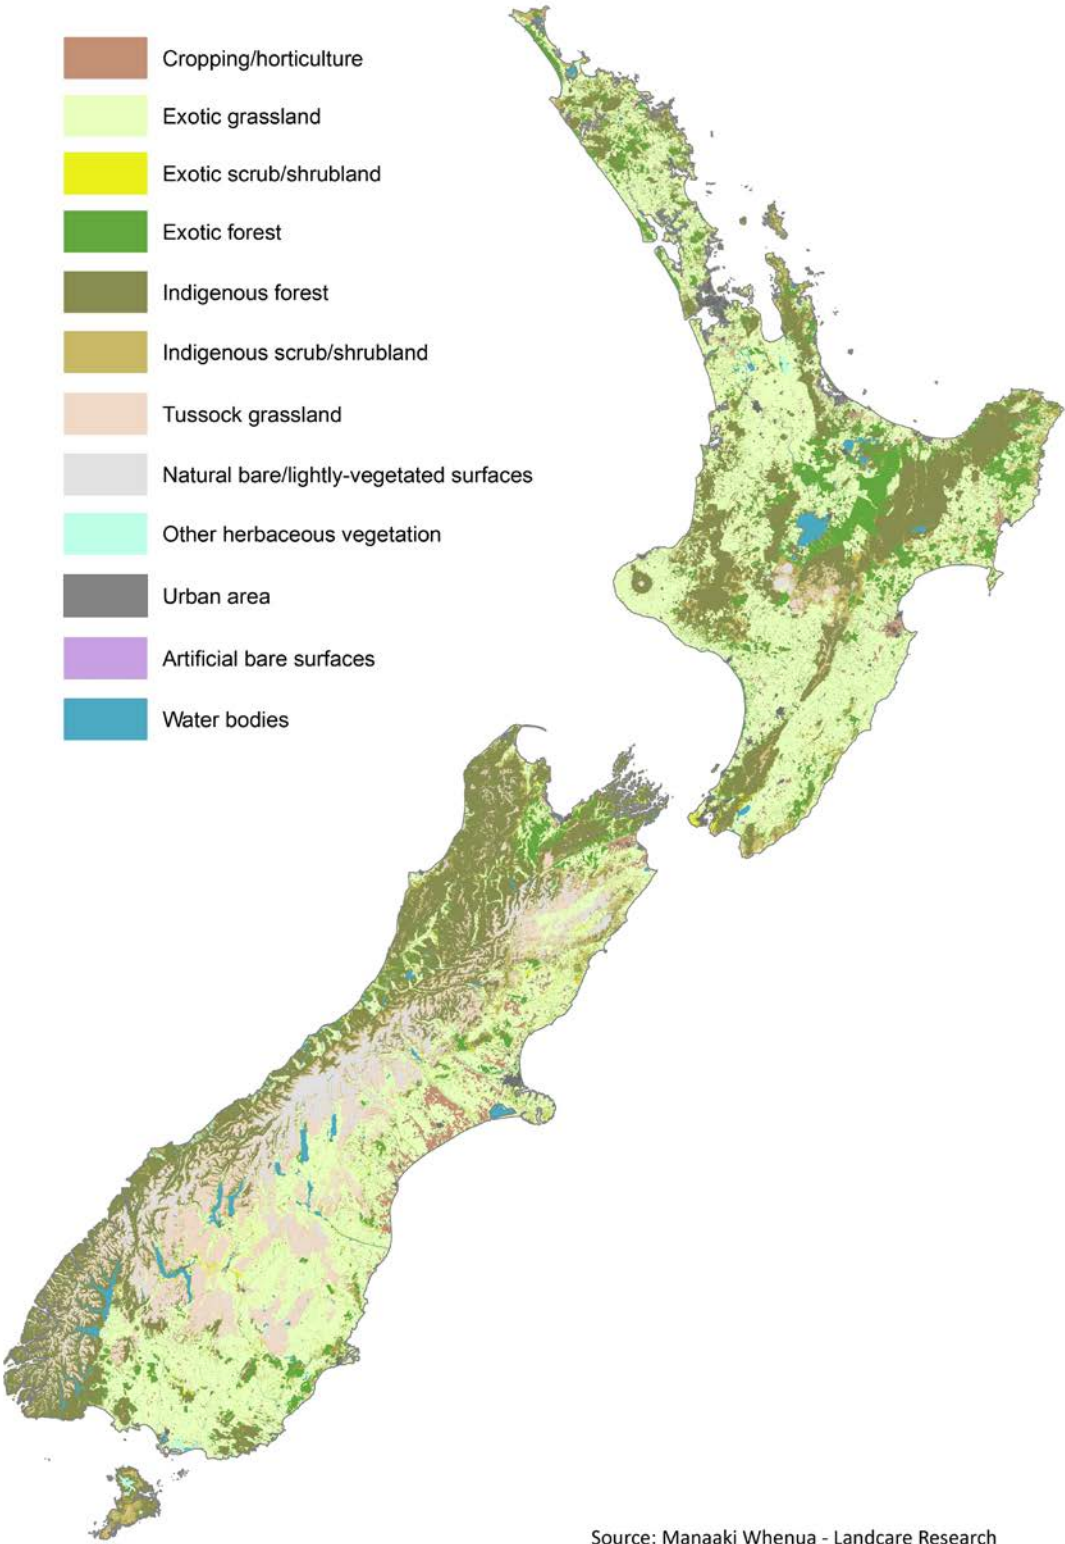 Cropping/horticulture
Exotic grassland
Exotic scrub/shrubland
Exotic forest
Indigenous forest
Indigenous scrub/shrubland
Tussock grassland
Natural bare/lightly-vegetated surfaces
Other herbaceous vegetation
Urban area
Artificial bare surfaces
Water bodies
Source: Manaaki Whenua - Landcare Research